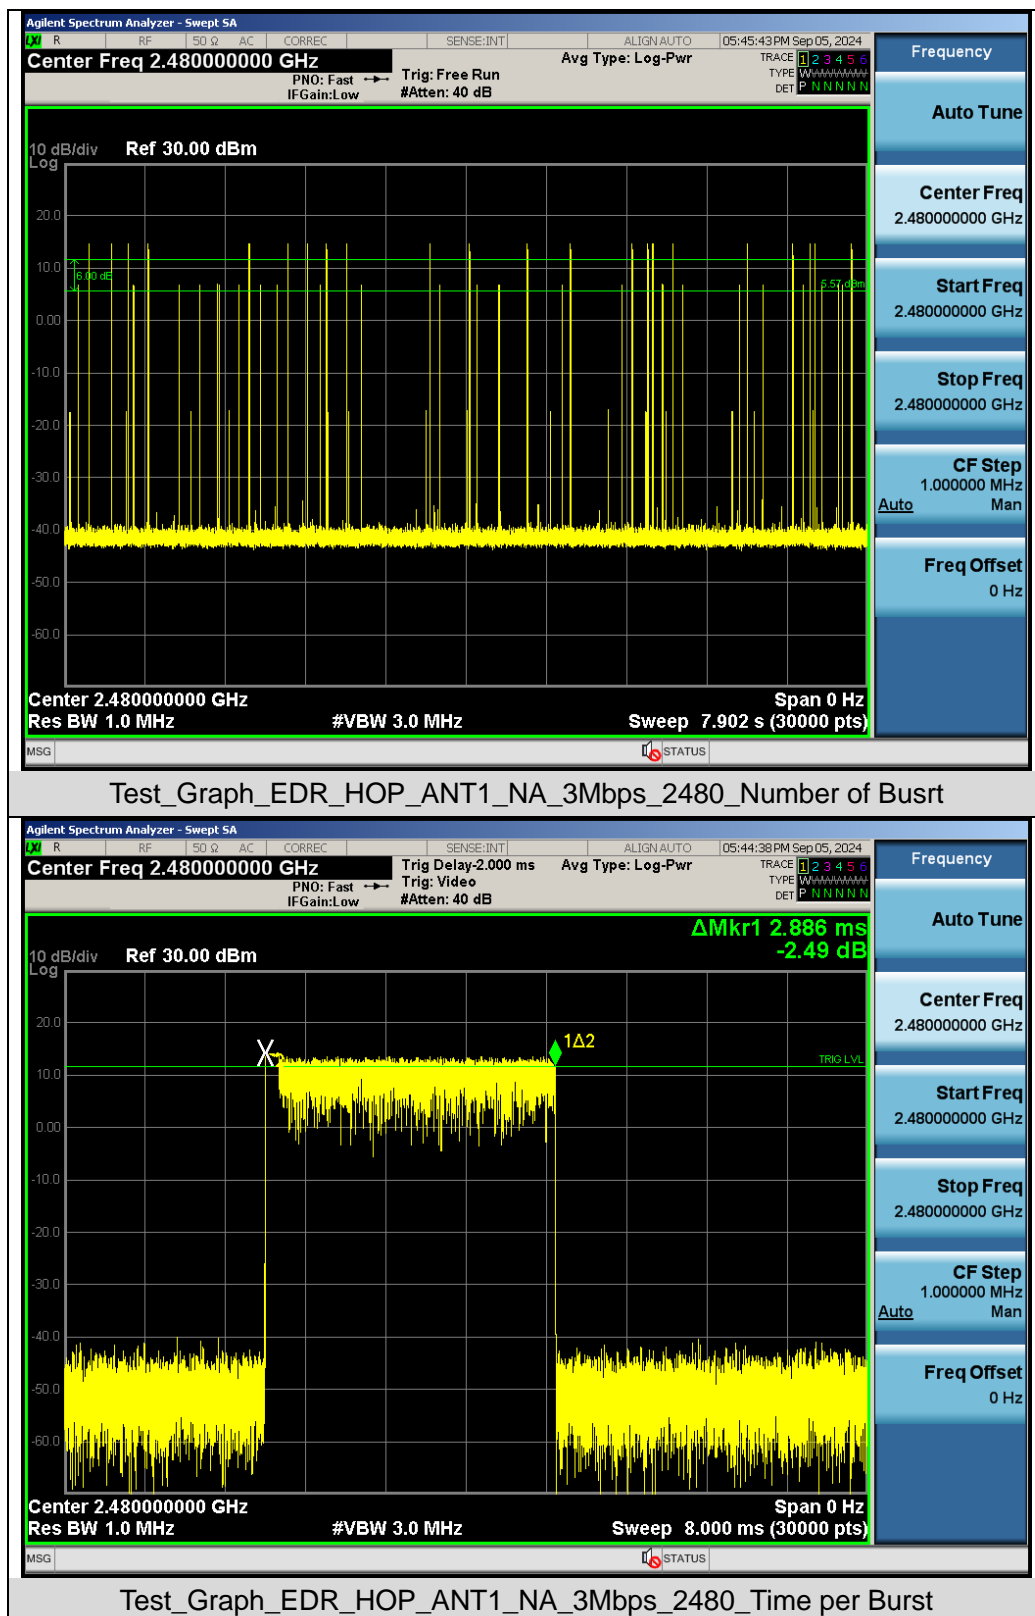 Agilent Spectrum Analyzer - Swept SA
LXI R RF 50 Ω AC CORREC SENSE:INT ALIGN AUTO 05:45:43 PM Sep 05, 2024
Center Freq 2.480000000 GHz
PNO: Fast
IFGain:Low
Trig: Free Run
#Atten: 40 dB
Avg Type: Log-Pwr
TRACE 1 2 3 4 5 6
TYPE W
DET P N N N N N
Frequency
Auto Tune
Center Freq
2.480000000 GHz
Start Freq
2.480000000 GHz
Stop Freq
2.480000000 GHz
CF Step
1.000000 MHz
Auto Man
Freq Offset
0 Hz
10 dB/div Ref 30.00 dBm
Log
20.0
10.0
6.00 dB
5.57 dBm
0.00
-10.0
-20.0
-30.0
-40.0
-50.0
-60.0
Center 2.480000000 GHz Span 0 Hz
Res BW 1.0 MHz #VBW 3.0 MHz Sweep 7.902 s (30000 pts)
MSG STATUS
Test_Graph_EDR_HOP_ANT1_NA_3Mbps_2480_Number of Busrt
Agilent Spectrum Analyzer - Swept SA
LXI R RF 50 Ω AC CORREC SENSE:INT ALIGN AUTO 05:44:38 PM Sep 05, 2024
Center Freq 2.480000000 GHz
PNO: Fast
IFGain:Low
Trig Delay-2.000 ms
Trig: Video
#Atten: 40 dB
Avg Type: Log-Pwr
TRACE 1 2 3 4 5 6
TYPE W
DET P N N N N N
Frequency
Auto Tune
Center Freq
2.480000000 GHz
Start Freq
2.480000000 GHz
Stop Freq
2.480000000 GHz
CF Step
1.000000 MHz
Auto Man
Freq Offset
0 Hz
ΔMkr1 2.886 ms
-2.49 dB
10 dB/div Ref 30.00 dBm
Log
20.0
1Δ2
TRIG LVL
10.0
0.00
-10.0
-20.0
-30.0
-40.0
-50.0
-60.0
Center 2.480000000 GHz Span 0 Hz
Res BW 1.0 MHz #VBW 3.0 MHz Sweep 8.000 ms (30000 pts)
MSG STATUS
Test_Graph_EDR_HOP_ANT1_NA_3Mbps_2480_Time per Burst